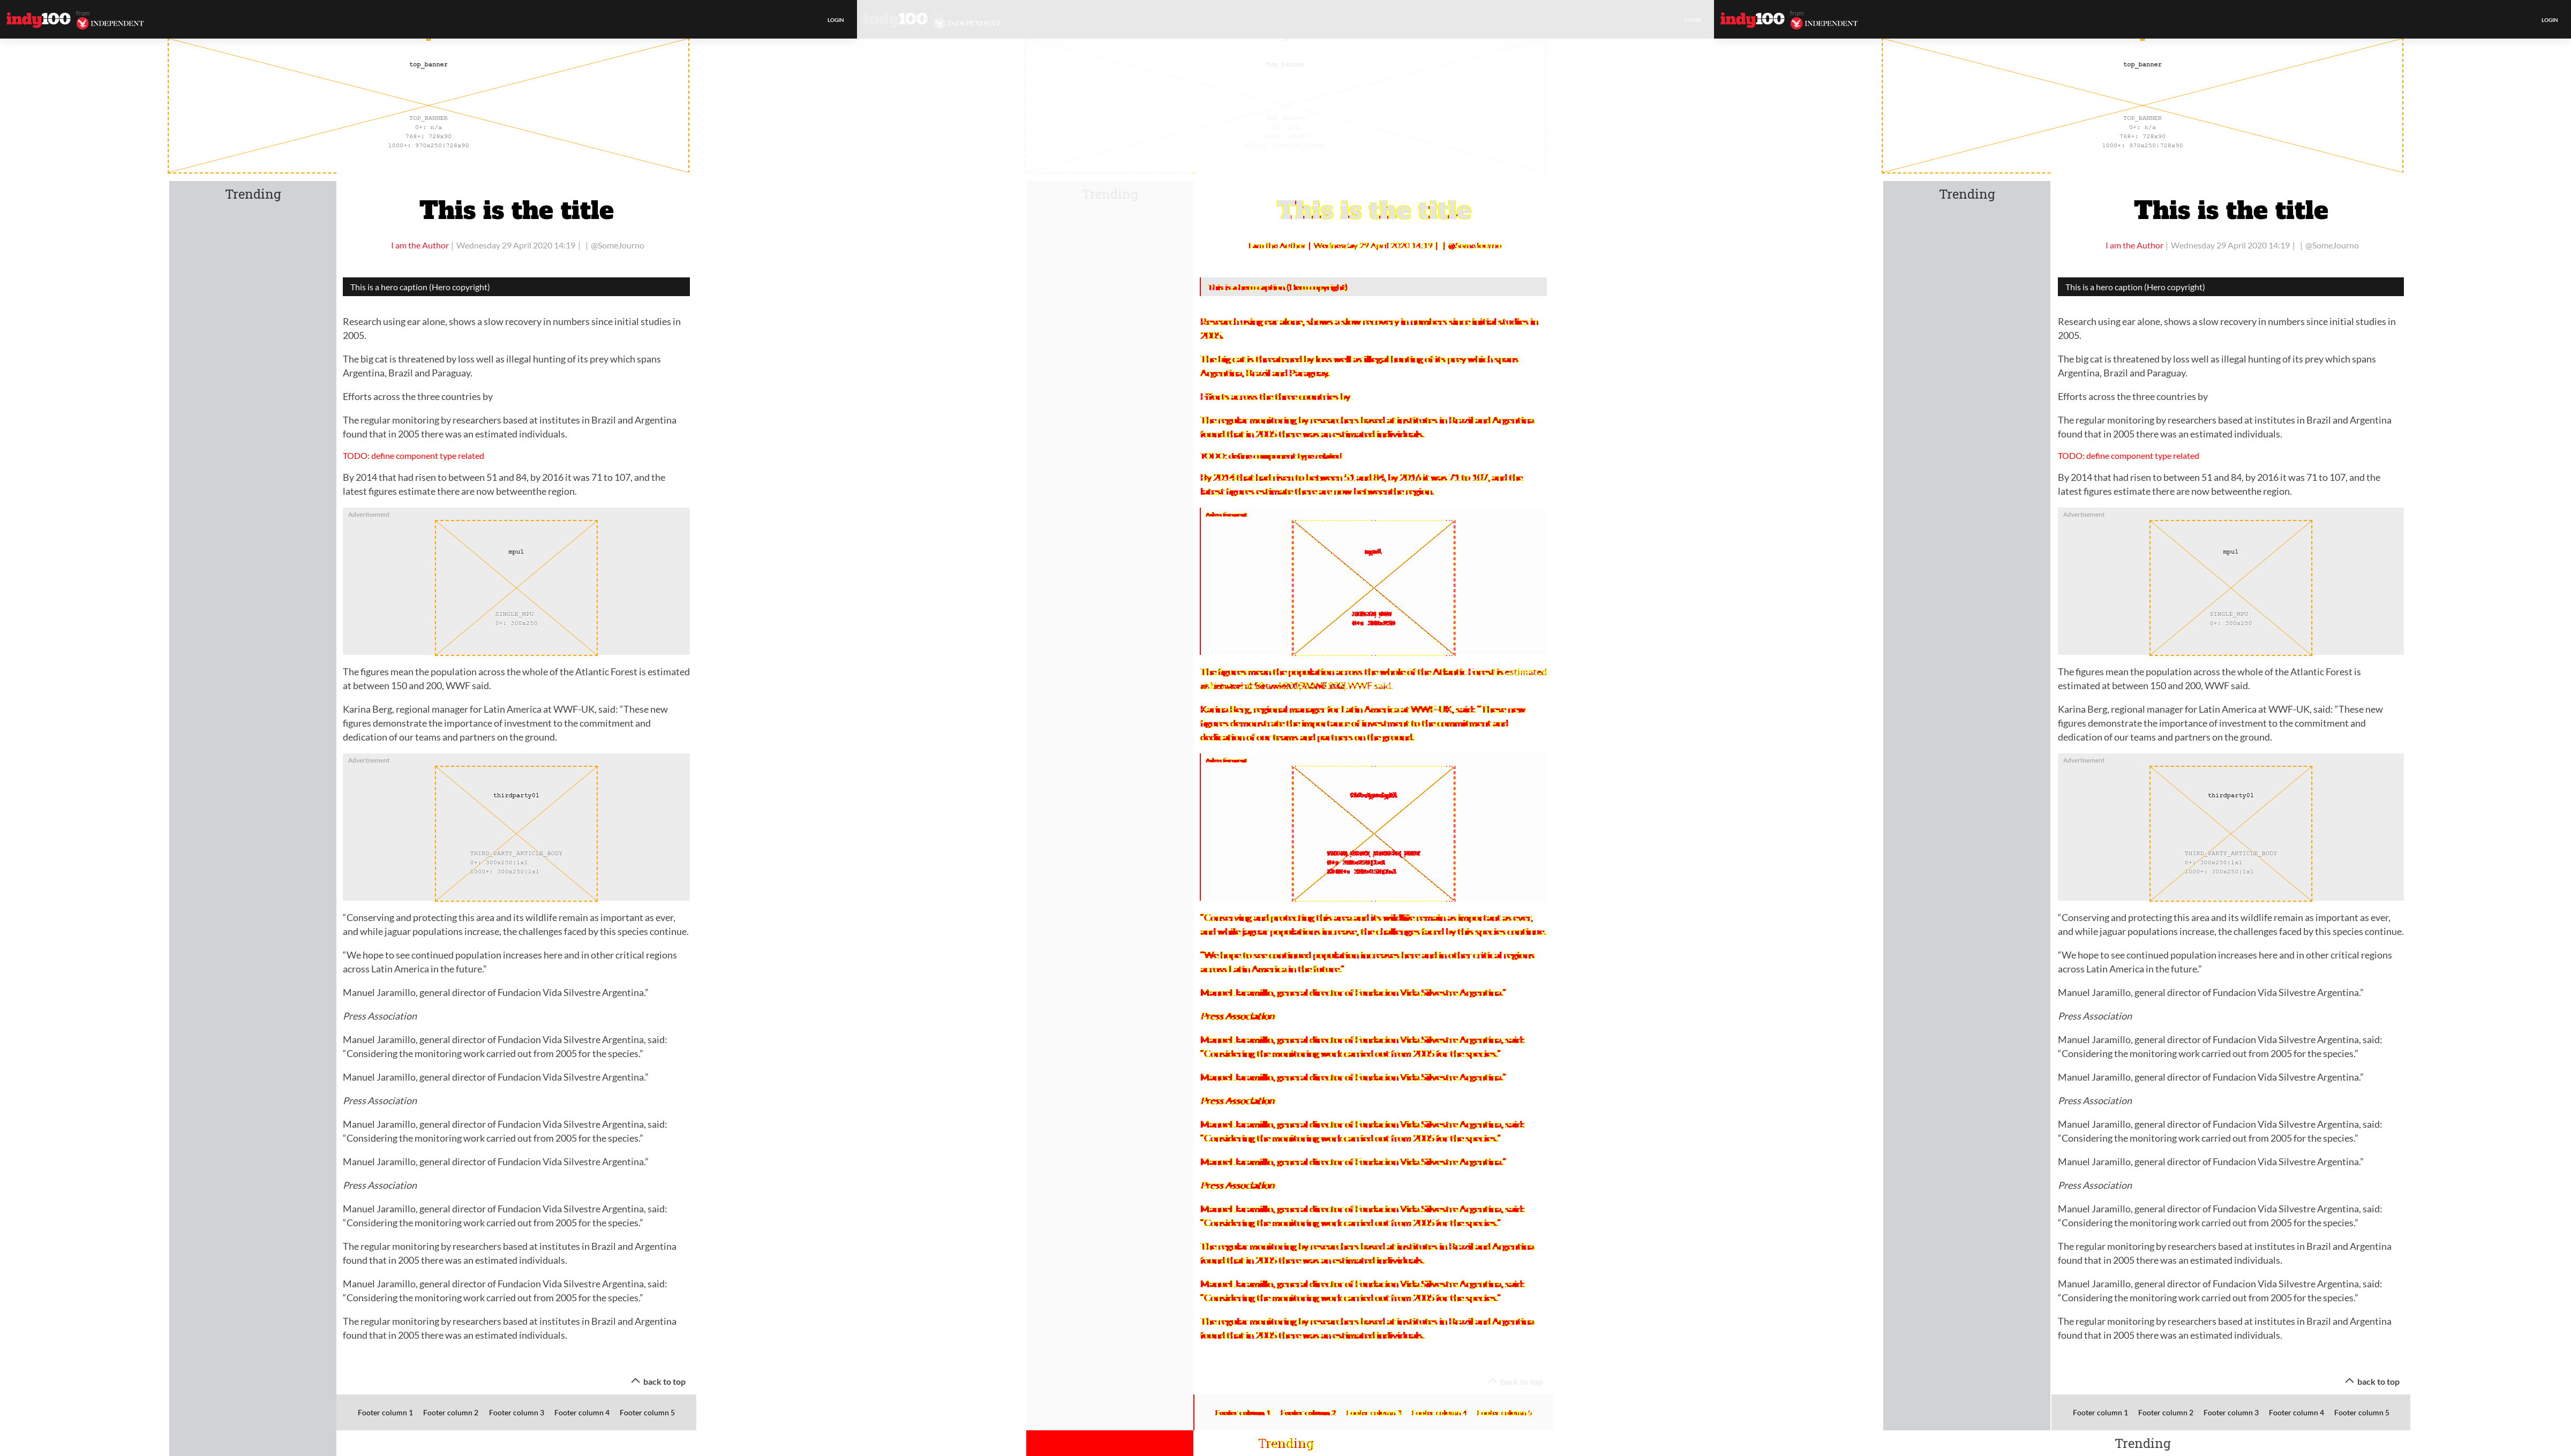 indy100 from INDEPENDENT
LOGIN
top_banner
TOP_BANNER
0+: n/a
768+: 728x90
1000+: 970x250|728x90
Trending
This is the title
I am the Author | Wednesday 29 April 2020 14:19 | | @SomeJourno
This is a hero caption (Hero copyright)
Research using ear alone, shows a slow recovery in numbers since initial studies in
2005.
The big cat is threatened by loss well as illegal hunting of its prey which spans
Argentina, Brazil and Paraguay.
Efforts across the three countries by
The regular monitoring by researchers based at institutes in Brazil and Argentina
found that in 2005 there was an estimated individuals.
TODO: define component type related
By 2014 that had risen to between 51 and 84, by 2016 it was 71 to 107, and the
latest figures estimate there are now betweenthe region.
Advertisement
mpu1
SINGLE_MPU
0+: 300x250
The figures mean the population across the whole of the Atlantic Forest is estimated
at between 150 and 200, WWF said.
Karina Berg, regional manager for Latin America at WWF-UK, said: “These new
figures demonstrate the importance of investment to the commitment and
dedication of our teams and partners on the ground.
Advertisement
thirdparty01
THIRD_PARTY_ARTICLE_BODY
0+: 300x250|1x1
1000+: 300x250|1x1
“Conserving and protecting this area and its wildlife remain as important as ever,
and while jaguar populations increase, the challenges faced by this species continue.
“We hope to see continued population increases here and in other critical regions
across Latin America in the future.”
Manuel Jaramillo, general director of Fundacion Vida Silvestre Argentina.”
Press Association
Manuel Jaramillo, general director of Fundacion Vida Silvestre Argentina, said:
“Considering the monitoring work carried out from 2005 for the species.”
Manuel Jaramillo, general director of Fundacion Vida Silvestre Argentina.”
Press Association
Manuel Jaramillo, general director of Fundacion Vida Silvestre Argentina, said:
“Considering the monitoring work carried out from 2005 for the species.”
Manuel Jaramillo, general director of Fundacion Vida Silvestre Argentina.”
Press Association
Manuel Jaramillo, general director of Fundacion Vida Silvestre Argentina, said:
“Considering the monitoring work carried out from 2005 for the species.”
The regular monitoring by researchers based at institutes in Brazil and Argentina
found that in 2005 there was an estimated individuals.
Manuel Jaramillo, general director of Fundacion Vida Silvestre Argentina, said:
“Considering the monitoring work carried out from 2005 for the species.”
The regular monitoring by researchers based at institutes in Brazil and Argentina
found that in 2005 there was an estimated individuals.
back to top
Footer column 1 Footer column 2 Footer column 3 Footer column 4 Footer column 5
indy100 INDEPENDENT
top_banner
Trending
This is the title
I am the Author | Wednesday 29 April 2020 14:19 | | @SomeJourno
This is a hero caption (Hero copyright)
Research using ear alone, shows a slow recovery in numbers since initial studies in
2005.
The big cat is threatened by loss well as illegal hunting of its prey which spans
Argentina, Brazil and Paraguay.
Efforts across the three countries by
The regular monitoring by researchers based at institutes in Brazil and Argentina
found that in 2005 there was an estimated individuals.
TODO: define component type related
By 2014 that had risen to between 51 and 84, by 2016 it was 71 to 107, and the
latest figures estimate there are now betweenthe region.
The figures mean the population across the whole of the Atlantic Forest is estimated
Karina Berg, regional manager for Latin America at WWF-UK, said: “These new
figures demonstrate the importance of investment to the commitment and
dedication of our teams and partners on the ground.
“Conserving and protecting this area and its wildlife remain as important as ever,
and while jaguar populations increase, the challenges faced by this species continue.
“We hope to see continued population increases here and in other critical regions
across Latin America in the future.”
Manuel Jaramillo, general director of Fundacion Vida Silvestre Argentina.”
Press Association
Manuel Jaramillo, general director of Fundacion Vida Silvestre Argentina, said:
“Considering the monitoring work carried out from 2005 for the species.”
Manuel Jaramillo, general director of Fundacion Vida Silvestre Argentina.”
Press Association
Manuel Jaramillo, general director of Fundacion Vida Silvestre Argentina, said:
“Considering the monitoring work carried out from 2005 for the species.”
Manuel Jaramillo, general director of Fundacion Vida Silvestre Argentina.”
Press Association
Manuel Jaramillo, general director of Fundacion Vida Silvestre Argentina, said:
“Considering the monitoring work carried out from 2005 for the species.”
The regular monitoring by researchers based at institutes in Brazil and Argentina
found that in 2005 there was an estimated individuals.
Manuel Jaramillo, general director of Fundacion Vida Silvestre Argentina, said:
“Considering the monitoring work carried out from 2005 for the species.”
The regular monitoring by researchers based at institutes in Brazil and Argentina
found that in 2005 there was an estimated individuals.
back to top
Footer column 1 Footer column 2 Footer column 3 Footer column 4 Footer column 5
Trending
indy100 from INDEPENDENT
LOGIN
top_banner
TOP_BANNER
0+: n/a
768+: 728x90
1000+: 970x250|728x90
Trending
This is the title
I am the Author | Wednesday 29 April 2020 14:19 | | @SomeJourno
This is a hero caption (Hero copyright)
Research using ear alone, shows a slow recovery in numbers since initial studies in
2005.
The big cat is threatened by loss well as illegal hunting of its prey which spans
Argentina, Brazil and Paraguay.
Efforts across the three countries by
The regular monitoring by researchers based at institutes in Brazil and Argentina
found that in 2005 there was an estimated individuals.
TODO: define component type related
By 2014 that had risen to between 51 and 84, by 2016 it was 71 to 107, and the
latest figures estimate there are now betweenthe region.
Advertisement
mpu1
SINGLE_MPU
0+: 300x250
The figures mean the population across the whole of the Atlantic Forest is
estimated at between 150 and 200, WWF said.
Karina Berg, regional manager for Latin America at WWF-UK, said: “These new
figures demonstrate the importance of investment to the commitment and
dedication of our teams and partners on the ground.
Advertisement
thirdparty01
THIRD_PARTY_ARTICLE_BODY
0+: 300x250|1x1
1000+: 300x250|1x1
“Conserving and protecting this area and its wildlife remain as important as ever,
and while jaguar populations increase, the challenges faced by this species continue.
“We hope to see continued population increases here and in other critical regions
across Latin America in the future.”
Manuel Jaramillo, general director of Fundacion Vida Silvestre Argentina.”
Press Association
Manuel Jaramillo, general director of Fundacion Vida Silvestre Argentina, said:
“Considering the monitoring work carried out from 2005 for the species.”
Manuel Jaramillo, general director of Fundacion Vida Silvestre Argentina.”
Press Association
Manuel Jaramillo, general director of Fundacion Vida Silvestre Argentina, said:
“Considering the monitoring work carried out from 2005 for the species.”
Manuel Jaramillo, general director of Fundacion Vida Silvestre Argentina.”
Press Association
Manuel Jaramillo, general director of Fundacion Vida Silvestre Argentina, said:
“Considering the monitoring work carried out from 2005 for the species.”
The regular monitoring by researchers based at institutes in Brazil and Argentina
found that in 2005 there was an estimated individuals.
Manuel Jaramillo, general director of Fundacion Vida Silvestre Argentina, said:
“Considering the monitoring work carried out from 2005 for the species.”
The regular monitoring by researchers based at institutes in Brazil and Argentina
found that in 2005 there was an estimated individuals.
back to top
Footer column 1 Footer column 2 Footer column 3 Footer column 4 Footer column 5
Trending